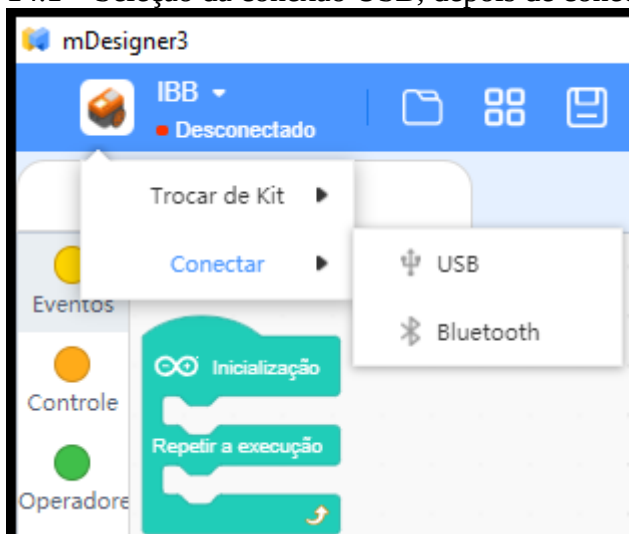 mDesigner3
IBB
Desconectado
Trocar de Kit
Conectar
USB
Bluetooth
Eventos
Inicialização
Controle
Repetir a execução
Operadore